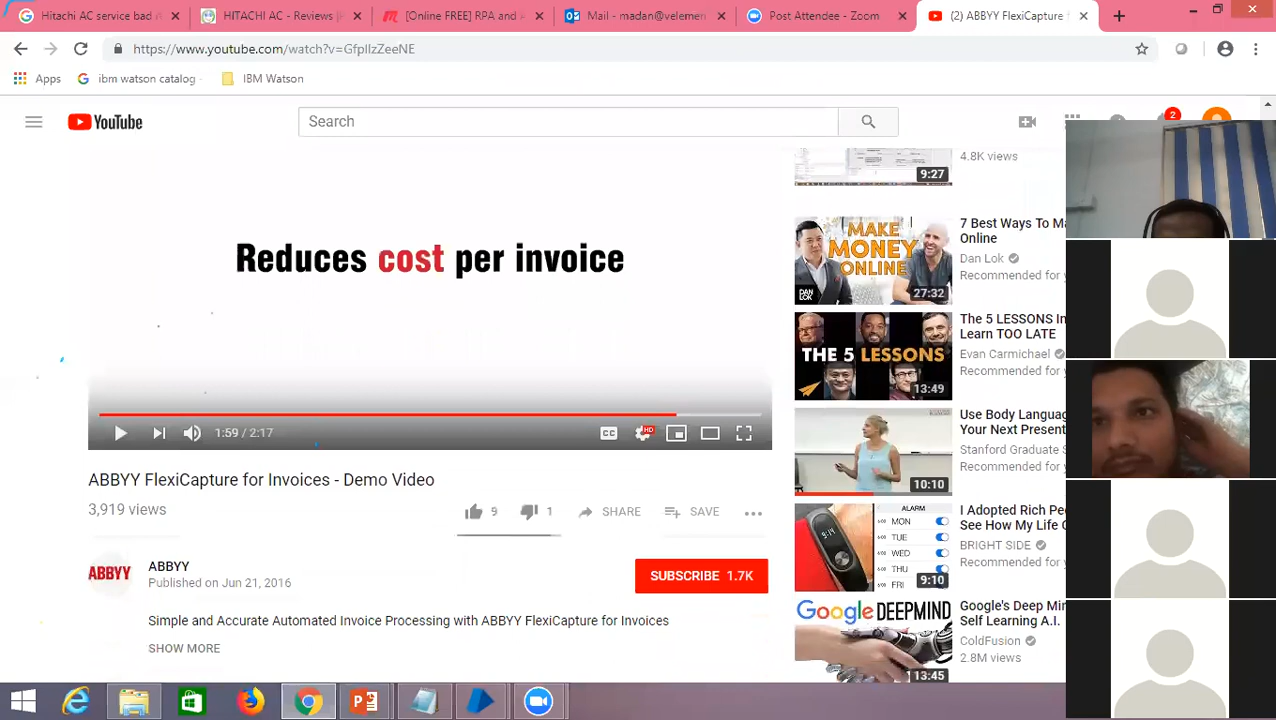 Hitachi AC service bad r
HITACHI AC - Reviews |
[Online FREE] RPA and
Mail - madan@velemen
Post Attendee - Zoom
(2) ABBYY FlexiCapture f
https://www.youtube.com/watch?v=GfpIIzZeeNE
Apps
ibm watson catalog
IBM Watson
YouTube
Search
2
9:27
4.8K views
Reduces cost per invoice
1:59 / 2:17
CC
HD
ABBYY FlexiCapture for Invoices - Demo Video
3,919 views
9
1
SHARE
SAVE
ABBYY
ABBYY
Published on Jun 21, 2016
SUBSCRIBE 1.7K
Simple and Accurate Automated Invoice Processing with ABBYY FlexiCapture for Invoices
SHOW MORE
MAKE
MONEY
ONLINE
DAN LOK
27:32
7 Best Ways To Ma
Online
Dan Lok
Recommended for y
THE 5 LESSONS
13:49
The 5 LESSONS In
Learn TOO LATE
Evan Carmichael
Recommended for y
10:10
Use Body Languag
Your Next Present
Stanford Graduate S
Recommended for y
ALARM
MON
TUE
WED
THU
FRI
9:10
I Adopted Rich Pe
See How My Life C
BRIGHT SIDE
Recommended for y
Google DEEPMIND
13:45
Google's Deep Min
Self Learning A.I.
ColdFusion
2.8M views